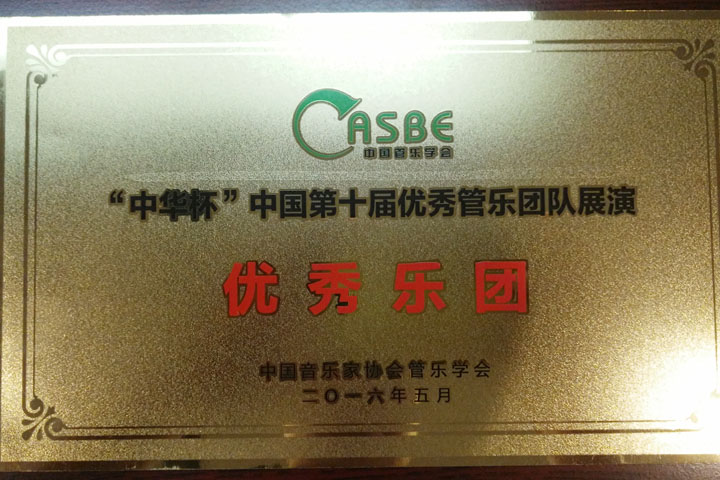 CASBE
中国管乐学会
“中华杯”中国第十届优秀管乐团队展演
优秀乐团
中国音乐家协会管乐学会
二〇一六年五月